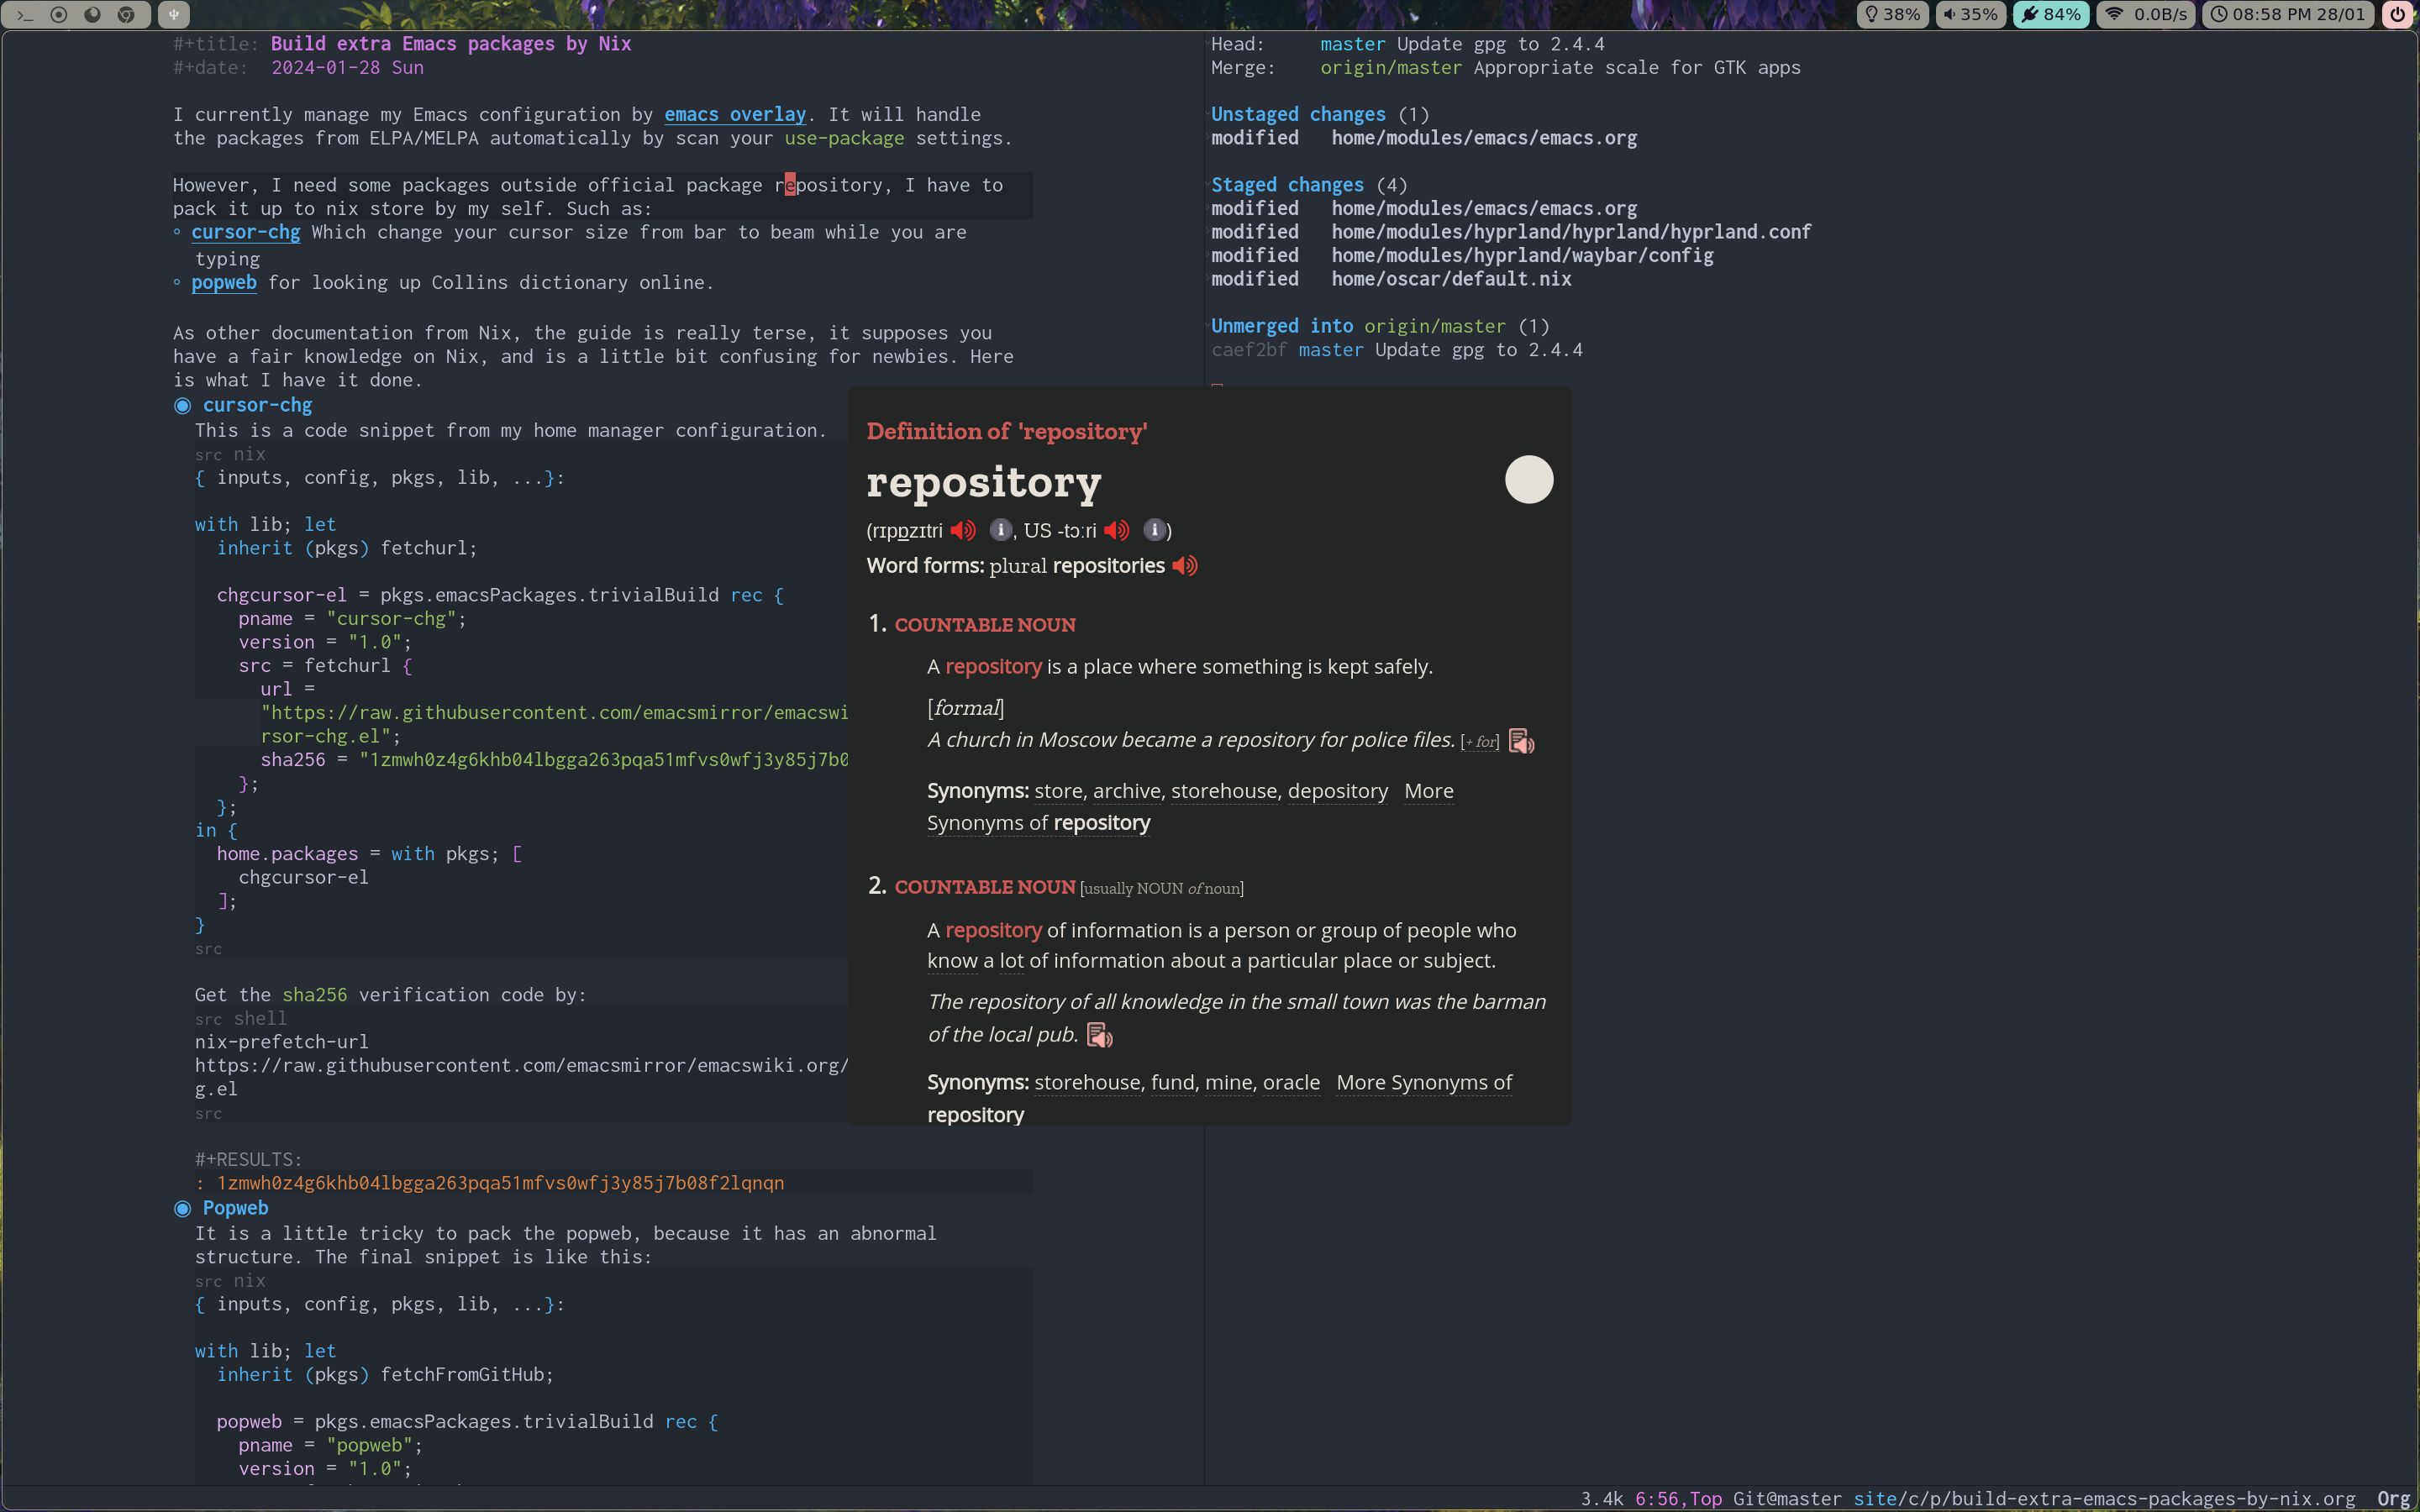 38% 35% 84% 0.0B/s 08:58 PM 28/01
#+title: Build extra Emacs packages by Nix
#+date: 2024-01-28 Sun
I currently manage my Emacs configuration by emacs overlay. It will handle
the packages from ELPA/MELPA automatically by scan your use-package settings.
However, I need some packages outside official package repository, I have to
pack it up to nix store by my self. Such as:
◦ cursor-chg Which change your cursor size from bar to beam while you are
typing
◦ popweb for looking up Collins dictionary online.
As other documentation from Nix, the guide is really terse, it supposes you
have a fair knowledge on Nix, and is a little bit confusing for newbies. Here
is what I have it done.
◉ cursor-chg
This is a code snippet from my home manager configuration.
src nix
{ inputs, config, pkgs, lib, ...}:
with lib; let
inherit (pkgs) fetchurl;
chgcursor-el = pkgs.emacsPackages.trivialBuild rec {
pname = "cursor-chg";
version = "1.0";
src = fetchurl {
url =
"https://raw.githubusercontent.com/emacsmirror/emacswi
rsor-chg.el";
sha256 = "1zmwh0z4g6khb04lbgga263pqa51mfvs0wfj3y85j7b0
};
};
in {
home.packages = with pkgs; [
chgcursor-el
];
}
src
Get the sha256 verification code by:
src shell
nix-prefetch-url
https://raw.githubusercontent.com/emacsmirror/emacswiki.org/
g.el
src
#+RESULTS:
: 1zmwh0z4g6khb04lbgga263pqa51mfvs0wfj3y85j7b08f2lqnqn
◉ Popweb
It is a little tricky to pack the popweb, because it has an abnormal
structure. The final snippet is like this:
src nix
{ inputs, config, pkgs, lib, ...}:
with lib; let
inherit (pkgs) fetchFromGitHub;
popweb = pkgs.emacsPackages.trivialBuild rec {
pname = "popweb";
version = "1.0";
Head: master Update gpg to 2.4.4
Merge: origin/master Appropriate scale for GTK apps
Unstaged changes (1)
modified home/modules/emacs/emacs.org
Staged changes (4)
modified home/modules/emacs/emacs.org
modified home/modules/hyprland/hyprland/hyprland.conf
modified home/modules/hyprland/waybar/config
modified home/oscar/default.nix
Unmerged into origin/master (1)
caef2bf master Update gpg to 2.4.4
Definition of 'repository'
repository
(rɪpɒzɪtri , US -tɔːri )
Word forms: plural repositories
1. COUNTABLE NOUN
A repository is a place where something is kept safely.
[formal]
A church in Moscow became a repository for police files. [+ for]
Synonyms: store, archive, storehouse, depository More
Synonyms of repository
2. COUNTABLE NOUN [usually NOUN of noun]
A repository of information is a person or group of people who
know a lot of information about a particular place or subject.
The repository of all knowledge in the small town was the barman
of the local pub.
Synonyms: storehouse, fund, mine, oracle More Synonyms of
repository
3.4k 6:56,Top Git@master site/c/p/build-extra-emacs-packages-by-nix.org Org